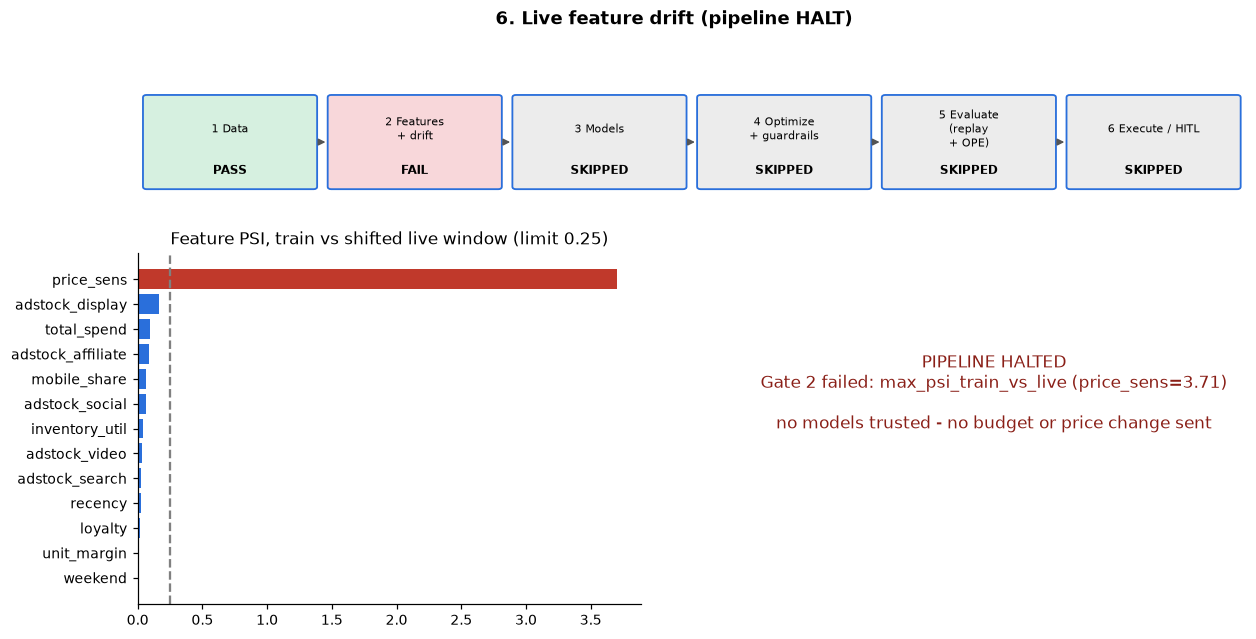 6. Live feature drift (pipeline HALT)
1 Data
PASS
2 Features
+ drift
FAIL
3 Models
SKIPPED
4 Optimize
+ guardrails
SKIPPED
5 Evaluate
(replay
+ OPE)
SKIPPED
6 Execute / HITL
SKIPPED
Feature PSI, train vs shifted live window (limit 0.25)
price_sens
adstock_display
total_spend
adstock_affiliate
mobile_share
adstock_social
inventory_util
adstock_video
adstock_search
recency
loyalty
unit_margin
weekend
0.0 0.5 1.0 1.5 2.0 2.5 3.0 3.5
PIPELINE HALTED
Gate 2 failed: max_psi_train_vs_live (price_sens=3.71)
no models trusted - no budget or price change sent